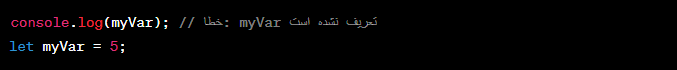 console.log(myVar); // خطا: myVar تعریف نشده است
let myVar = 5;